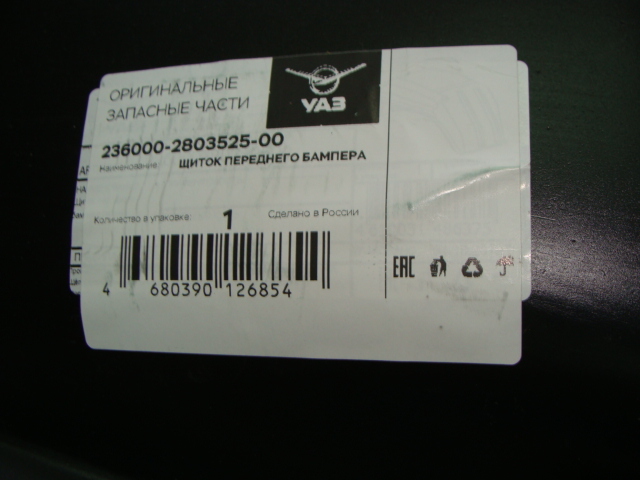 ОРИГИНАЛЬНЫЕ
ЗАПАСНЫЕ ЧАСТИ
УАЗ
236000-2803525-00
Наименование: ЩИТОК ПЕРЕДНЕГО БАМПЕРА
Количество в упаковке: 1 Сделано в России
EAC
4 680390 126854